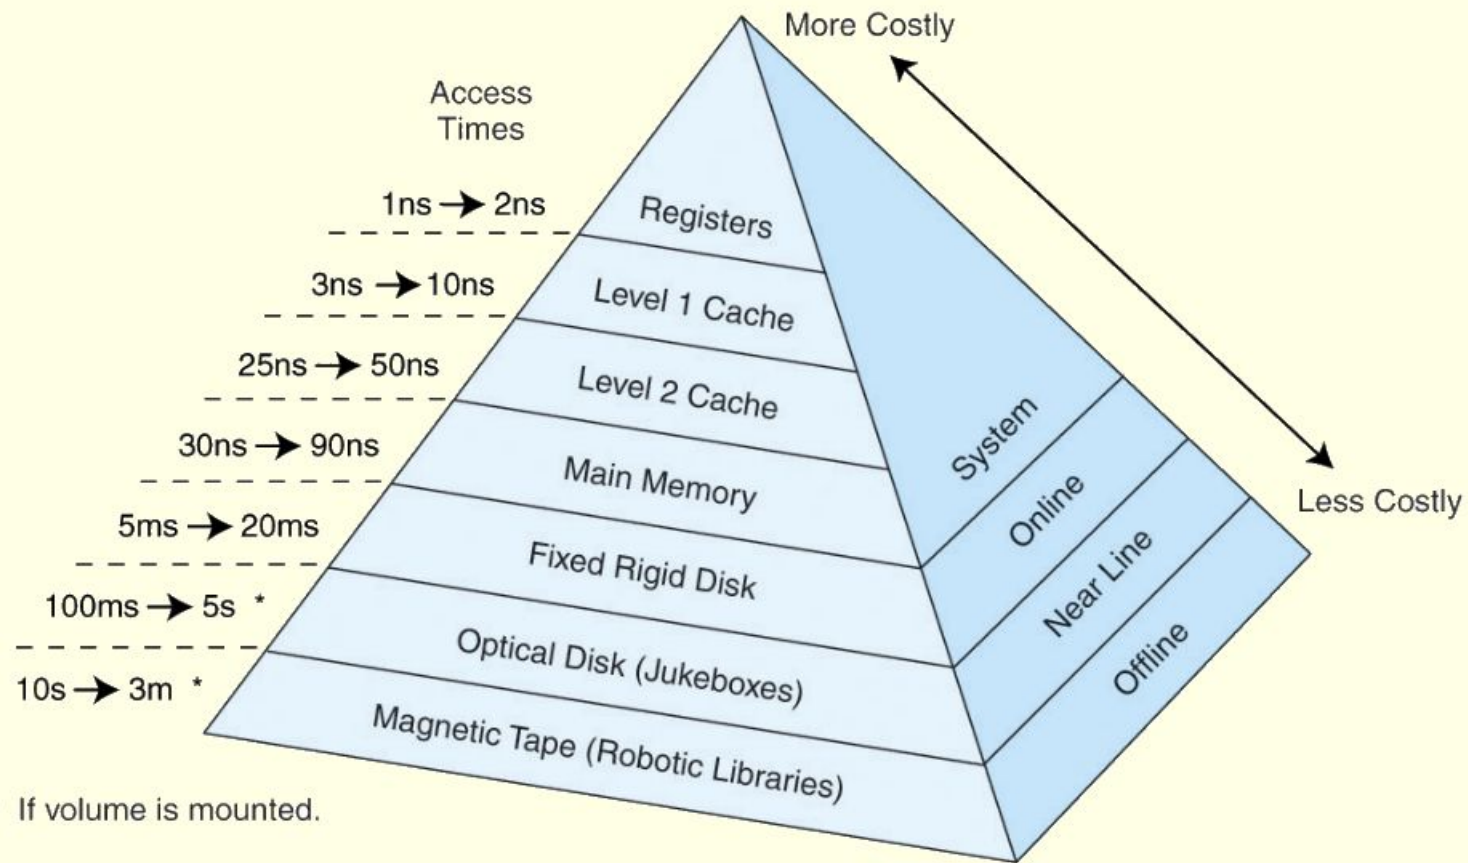 More Costly
Access
Times
1ns → 2ns
Registers
3ns → 10ns
Level 1 Cache
25ns → 50ns
Level 2 Cache
30ns → 90ns
Main Memory
System
5ms → 20ms
Fixed Rigid Disk
Online
Less Costly
100ms → 5s *
Optical Disk (Jukeboxes)
Near Line
10s → 3m *
Magnetic Tape (Robotic Libraries)
Offline
If volume is mounted.